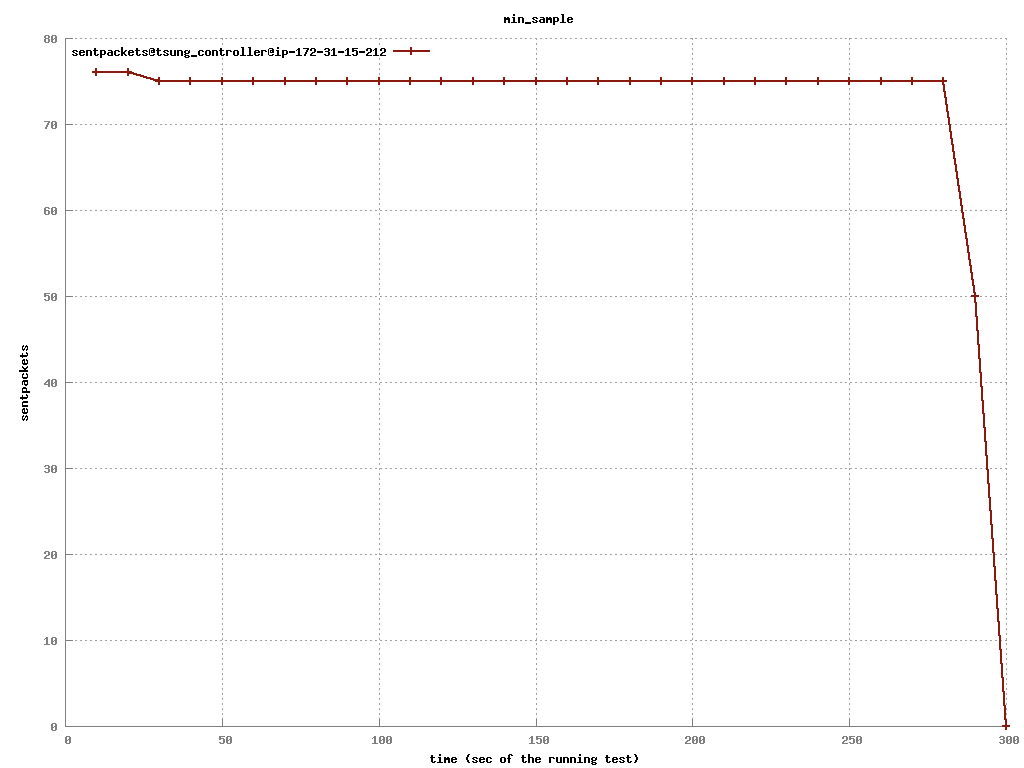 min_sample
sentpackets@tsung_controller@ip-172-31-15-212
80
70
60
50
40
30
20
10
0
sentpackets
0 50 100 150 200 250 300
time (sec of the running test)